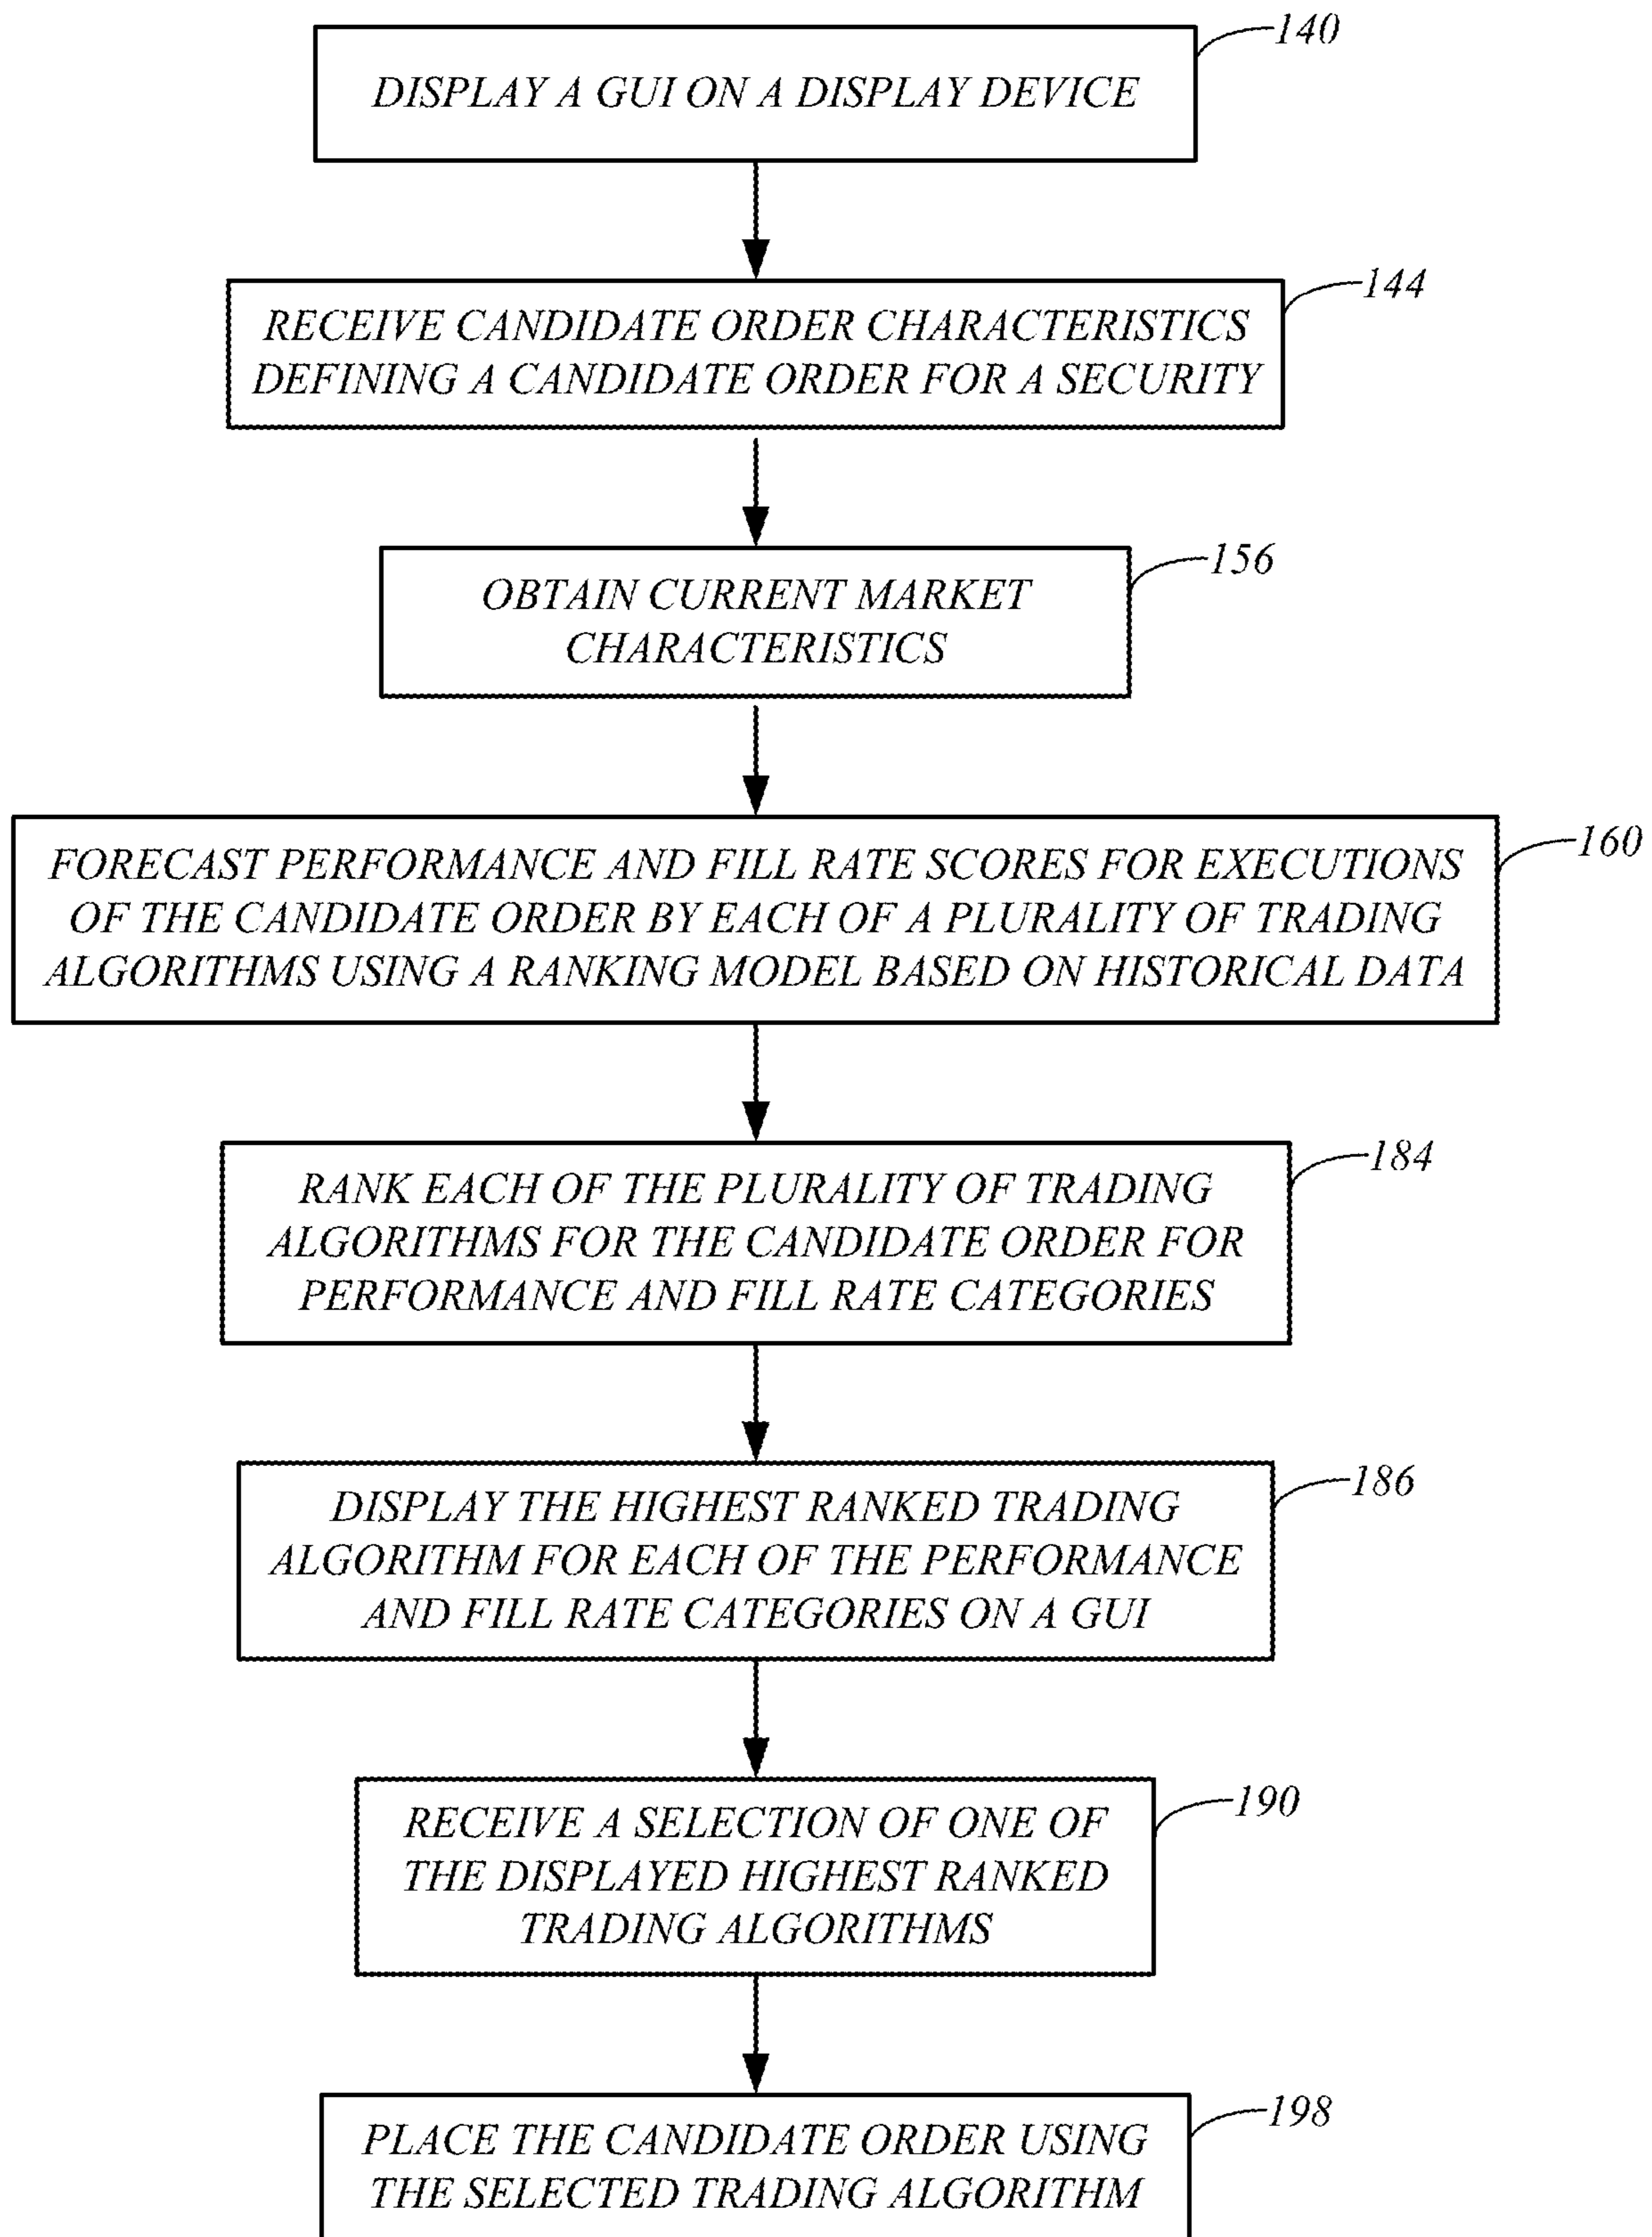 140
DISPLAY A GUI ON A DISPLAY DEVICE
144
RECEIVE CANDIDATE ORDER CHARACTERISTICS
DEFINING A CANDIDATE ORDER FOR A SECURITY
156
OBTAIN CURRENT MARKET
CHARACTERISTICS
160
FORECAST PERFORMANCE AND FILL RATE SCORES FOR EXECUTIONS
OF THE CANDIDATE ORDER BY EACH OF A PLURALITY OF TRADING
ALGORITHMS USING A RANKING MODEL BASED ON HISTORICAL DATA
184
RANK EACH OF THE PLURALITY OF TRADING
ALGORITHMS FOR THE CANDIDATE ORDER FOR
PERFORMANCE AND FILL RATE CATEGORIES
186
DISPLAY THE HIGHEST RANKED TRADING
ALGORITHM FOR EACH OF THE PERFORMANCE
AND FILL RATE CATEGORIES ON A GUI
190
RECEIVE A SELECTION OF ONE OF
THE DISPLAYED HIGHEST RANKED
TRADING ALGORITHMS
198
PLACE THE CANDIDATE ORDER USING
THE SELECTED TRADING ALGORITHM